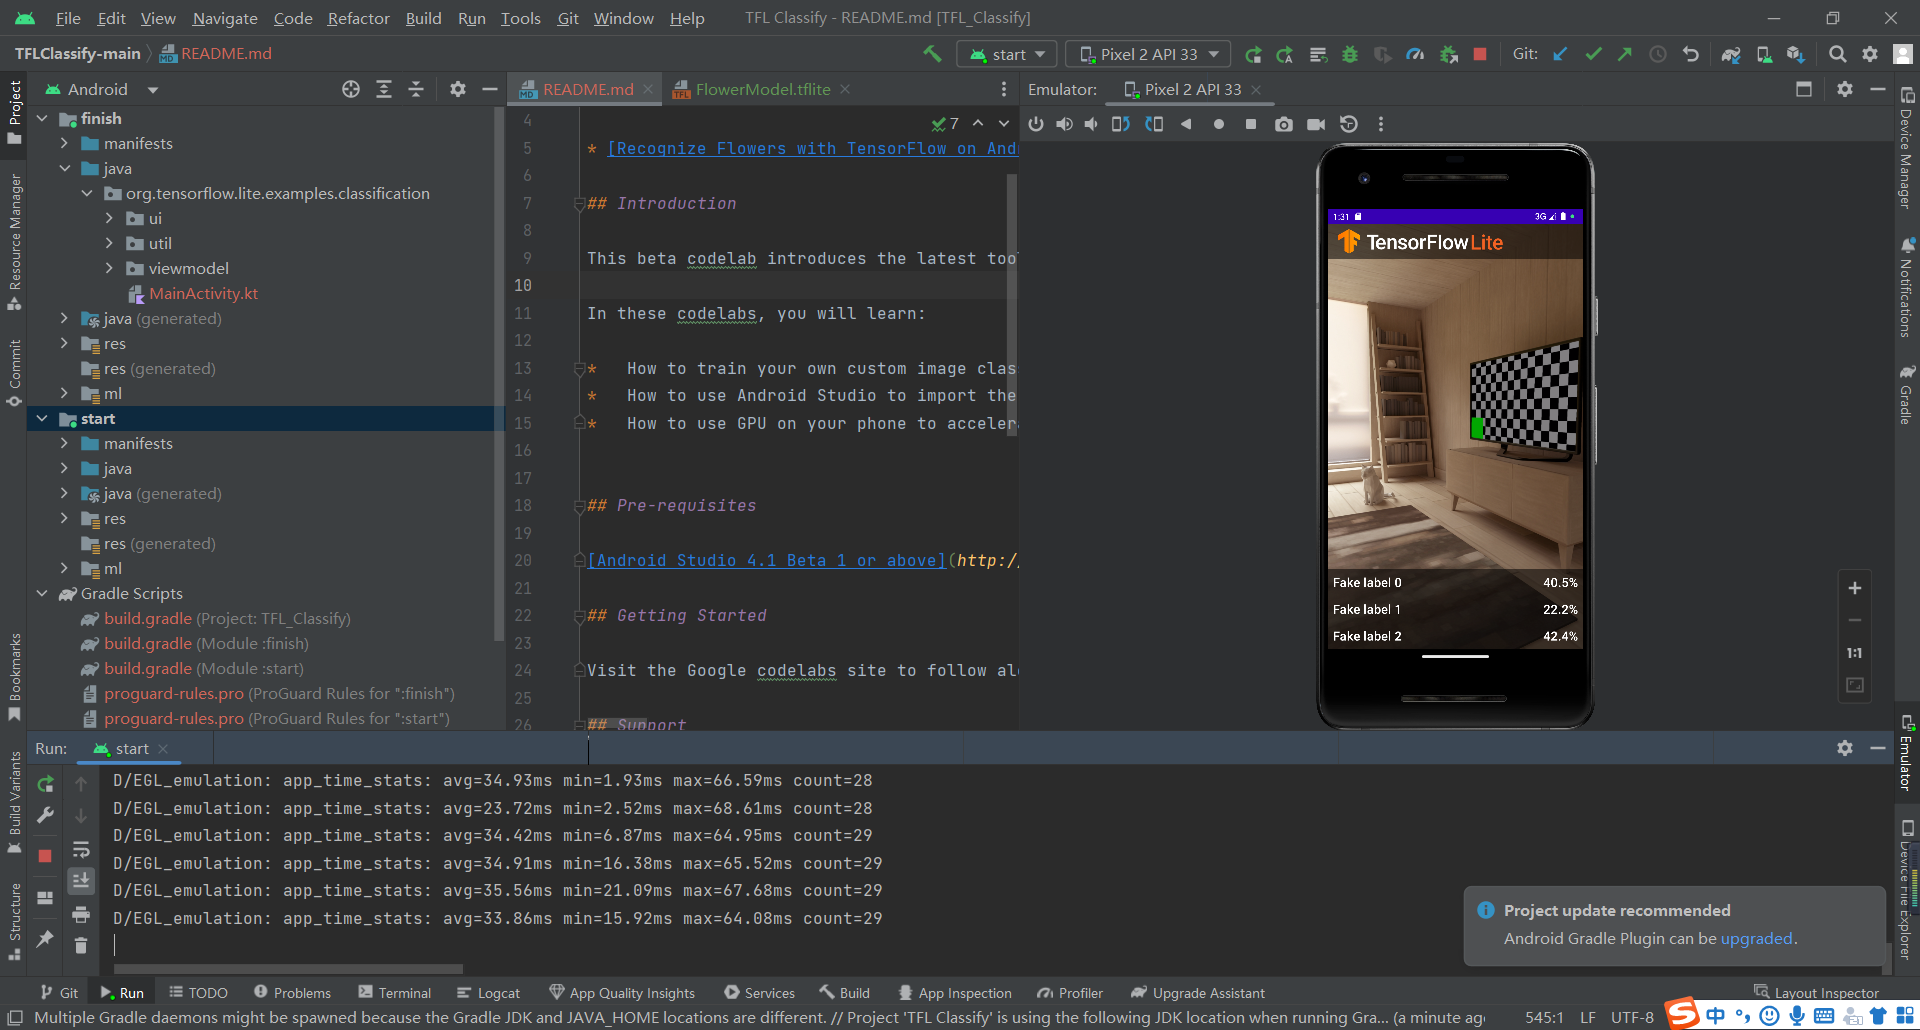 File Edit View Navigate Code Refactor Build Run Tools Git Window Help TFL Classify - README.md [TFL_Classify]
TFLClassify-main README.md start Pixel 2 API 33 Git:
Project
Resource Manager
Commit
Bookmarks
Build Variants
Structure
Android
finish
manifests
java
org.tensorflow.lite.examples.classification
ui
util
viewmodel
MainActivity.kt
java (generated)
res
res (generated)
ml
start
manifests
java
java (generated)
res
res (generated)
ml
Gradle Scripts
build.gradle (Project: TFL_Classify)
build.gradle (Module :finish)
build.gradle (Module :start)
proguard-rules.pro (ProGuard Rules for ":finish")
proguard-rules.pro (ProGuard Rules for ":start")
README.md FlowerModel.tflite
7
4
5 * [Recognize Flowers with TensorFlow on And
6
7 ## Introduction
8
9 This beta codelab introduces the latest too
10
11 In these codelabs, you will learn:
12
13 * How to train your own custom image clas
14 * How to use Android Studio to import the
15 * How to use GPU on your phone to acceler
16
17
18 ## Pre-requisites
19
20 [Android Studio 4.1 Beta 1 or above](http:/
21
22 ## Getting Started
23
24 Visit the Google codelabs site to follow al
25
26 ## Support
Emulator: Pixel 2 API 33
1:31 3G
TensorFlow Lite
Fake label 0 40.5%
Fake label 1 22.2%
Fake label 2 42.4%
1:1
Device Manager
Notifications
Gradle
Emulator
Device File Explorer
Run: start
D/EGL_emulation: app_time_stats: avg=34.93ms min=1.93ms max=66.59ms count=28
D/EGL_emulation: app_time_stats: avg=23.72ms min=2.52ms max=68.61ms count=28
D/EGL_emulation: app_time_stats: avg=34.42ms min=6.87ms max=64.95ms count=29
D/EGL_emulation: app_time_stats: avg=34.91ms min=16.38ms max=65.52ms count=29
D/EGL_emulation: app_time_stats: avg=35.56ms min=21.09ms max=67.68ms count=29
D/EGL_emulation: app_time_stats: avg=33.86ms min=15.92ms max=64.08ms count=29
Project update recommended
Android Gradle Plugin can be upgraded.
Git Run TODO Problems Terminal Logcat App Quality Insights Services Build App Inspection Profiler Upgrade Assistant Layout Inspector
Multiple Gradle daemons might be spawned because the Gradle JDK and JAVA_HOME locations are different. // Project 'TFL Classify' is using the following JDK location when running Gra... (a minute ago 545:1 LF UTF-8
S 中